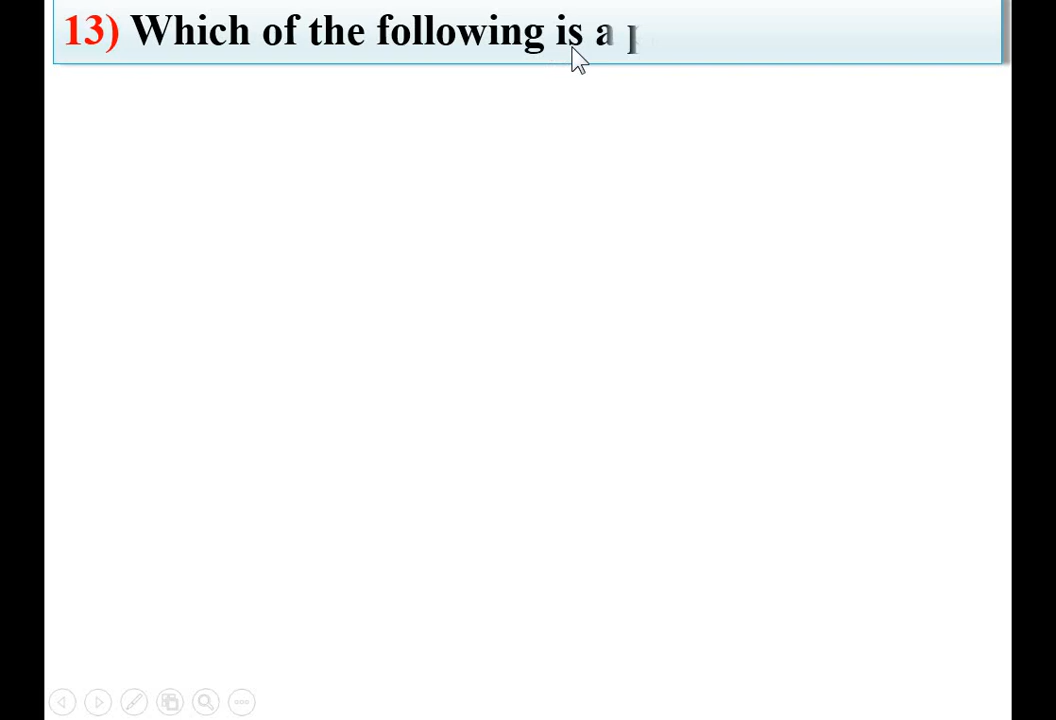 13) Which of the following is a